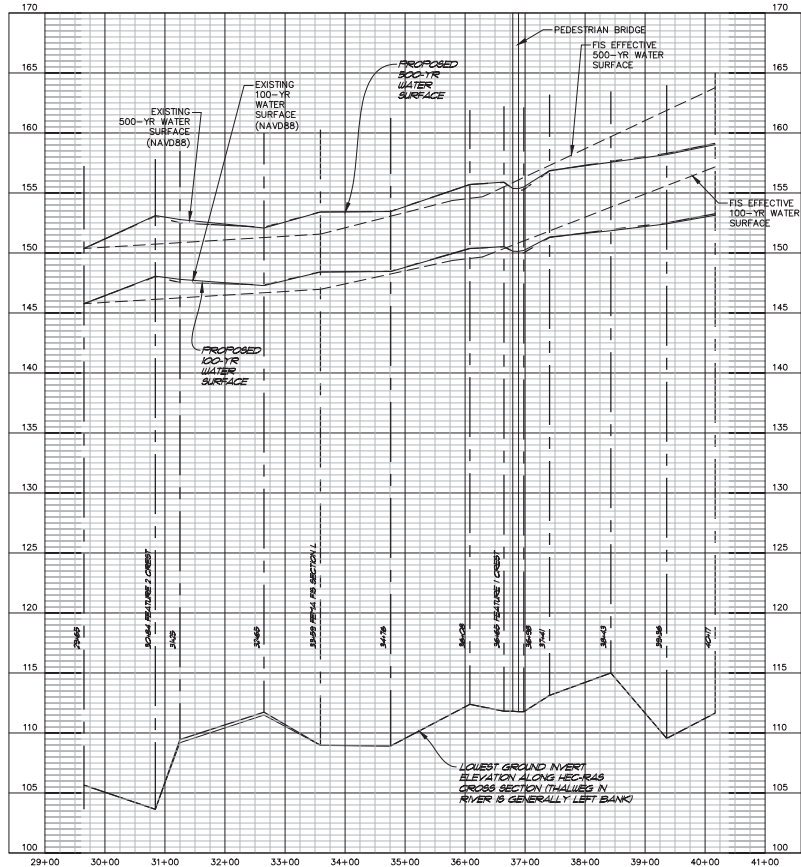 170
170
PEDESTRIAN BRIDGE
FIS EFFECTIVE
500-YR WATER
SURFACE
PROPOSED
500-YR
WATER
SURFACE
165
165
EXISTING
100-YR
WATER
SURFACE
(NAVD88)
EXISTING
500-YR WATER
SURFACE
(NAVD88)
160
160
155
155
FIS EFFECTIVE
100-YR WATER
SURFACE
150
150
145
145
PROPOSED
100-YR
WATER
SURFACE
140
140
135
135
130
130
125
125
120
120
29+65
30+84 FEATURE 2 CREST
31+25
32+65
33+59 FEMA FIS SECTION L
34+76
36+08
36+65 FEATURE 1 CREST
36+98
37+41
38+43
39+36
40+17
115
115
110
110
LOWEST GROUND INVERT
ELEVATION ALONG HEC-RAS
CROSS SECTION (THALWEG IN
RIVER IS GENERALLY LEFT BANK)
105
105
100
100
29+00
30+00
31+00
32+00
33+00
34+00
35+00
36+00
37+00
38+00
39+00
40+00
41+00